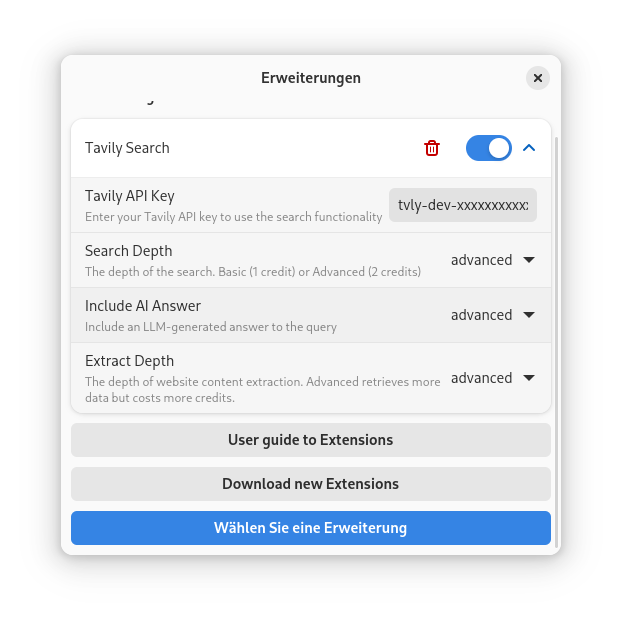 Erweiterungen
Tavily Search
Tavily API Key
Enter your Tavily API key to use the search functionality
tvly-dev-xxxxxxxxxx
Search Depth
The depth of the search. Basic (1 credit) or Advanced (2 credits)
advanced
Include AI Answer
Include an LLM-generated answer to the query
advanced
Extract Depth
The depth of website content extraction. Advanced retrieves more
data but costs more credits.
advanced
User guide to Extensions
Download new Extensions
Wählen Sie eine Erweiterung